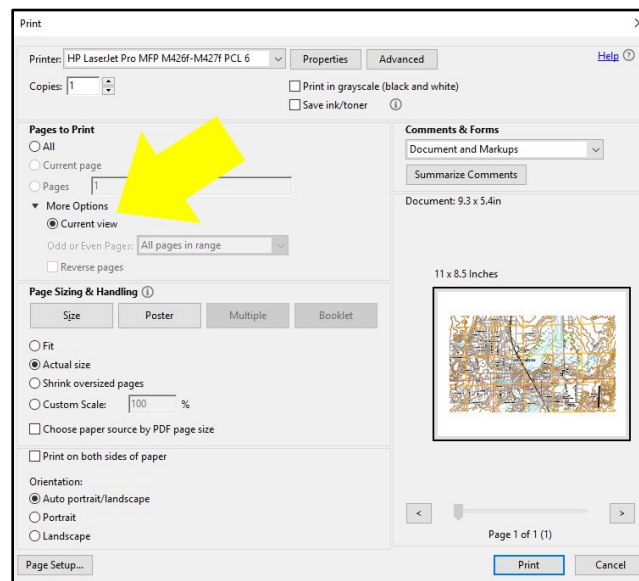 Print
Printer: HP LaserJet Pro MFP M426f-M427f PCL 6 Properties Advanced Help
Copies: 1 Print in grayscale (black and white)
Save ink/toner
Pages to Print
All
Current page
Pages 1
More Options
Current view
Odd or Even Pages: All pages in range
Reverse pages
Page Sizing & Handling
Size Poster Multiple Booklet
Fit
Actual size
Shrink oversized pages
Custom Scale: 100 %
Choose paper source by PDF page size
Print on both sides of paper
Orientation:
Auto portrait/landscape
Portrait
Landscape
Comments & Forms
Document and Markups
Summarize Comments
Document: 9.3 x 5.4in
11 x 8.5 Inches
< >
Page 1 of 1 (1)
Page Setup... Print Cancel